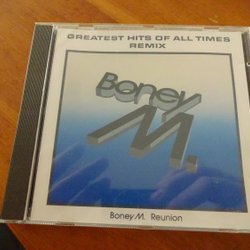 GREATEST HITS OF ALL TIMES
REMIX
Boney
M.
Boney M. Reunion